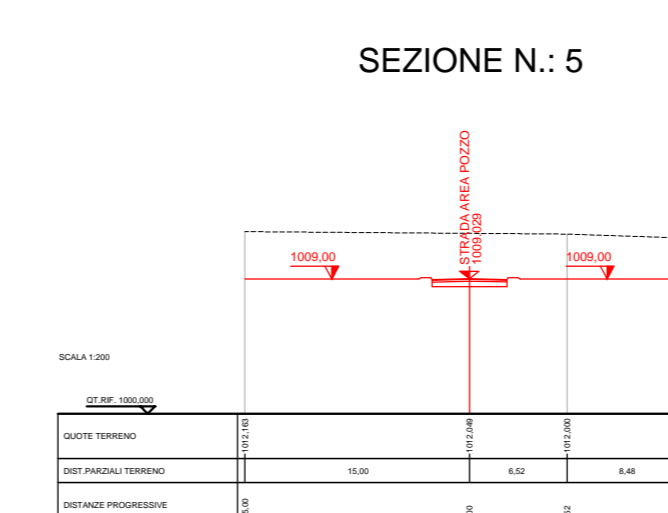 SEZIONE N.: 5
STRADA AREA POZZO
1009,029
1009,00
1009,00
SCALA 1:200
QT.RIF. 1000,000
QUOTE TERRENO
1012,163
1012,049
1012,000
DIST.PARZIALI TERRENO
15,00
6,52
8,48
DISTANZE PROGRESSIVE